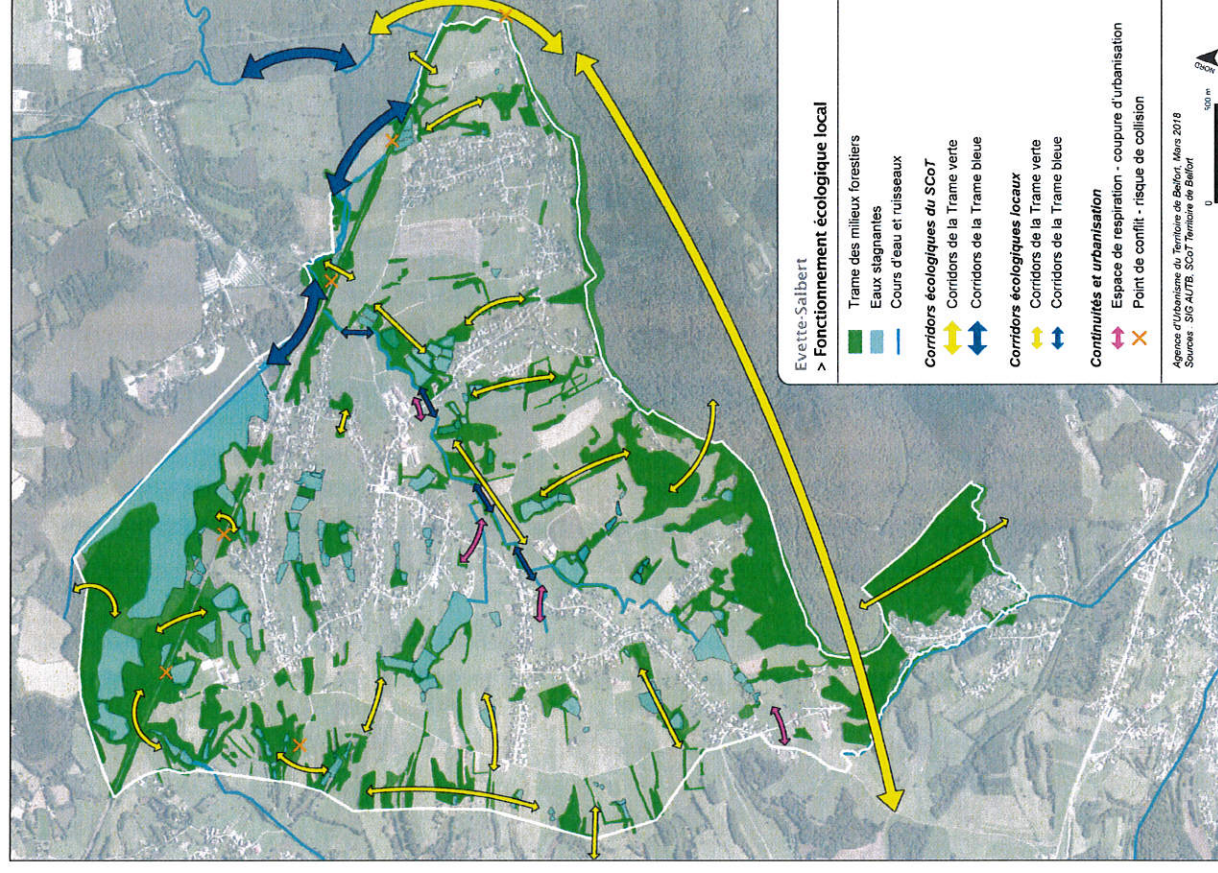 Evette-Salbert
> Fonctionnement écologique local
Trame des milieux forestiers
Eaux stagnantes
Cours d'eau et ruisseaux
Corridors écologiques du SCoT
Corridors de la Trame verte
Corridors de la Trame bleue
Corridors écologiques locaux
Corridors de la Trame verte
Corridors de la Trame bleue
Continuités et urbanisation
Espace de respiration - coupure d'urbanisation
Point de conflit - risque de collision
Agence d'Urbanisme du Territoire de Belfort, Mars 2018
Sources : SIG AUTB, SCoT Territoire de Belfort
0 500 m
NORD